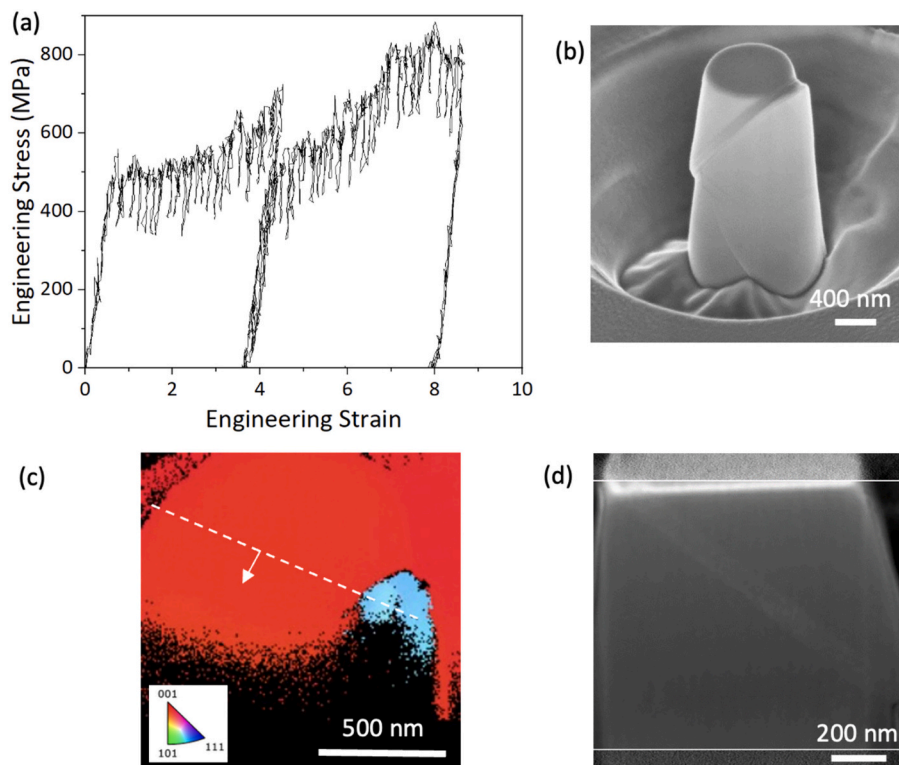 (a)
800
600
400
200
0
0
2
4
6
8
10
Engineering Stress (MPa)
Engineering Strain
(b)
400 nm
(c)
001
101
111
500 nm
(d)
200 nm